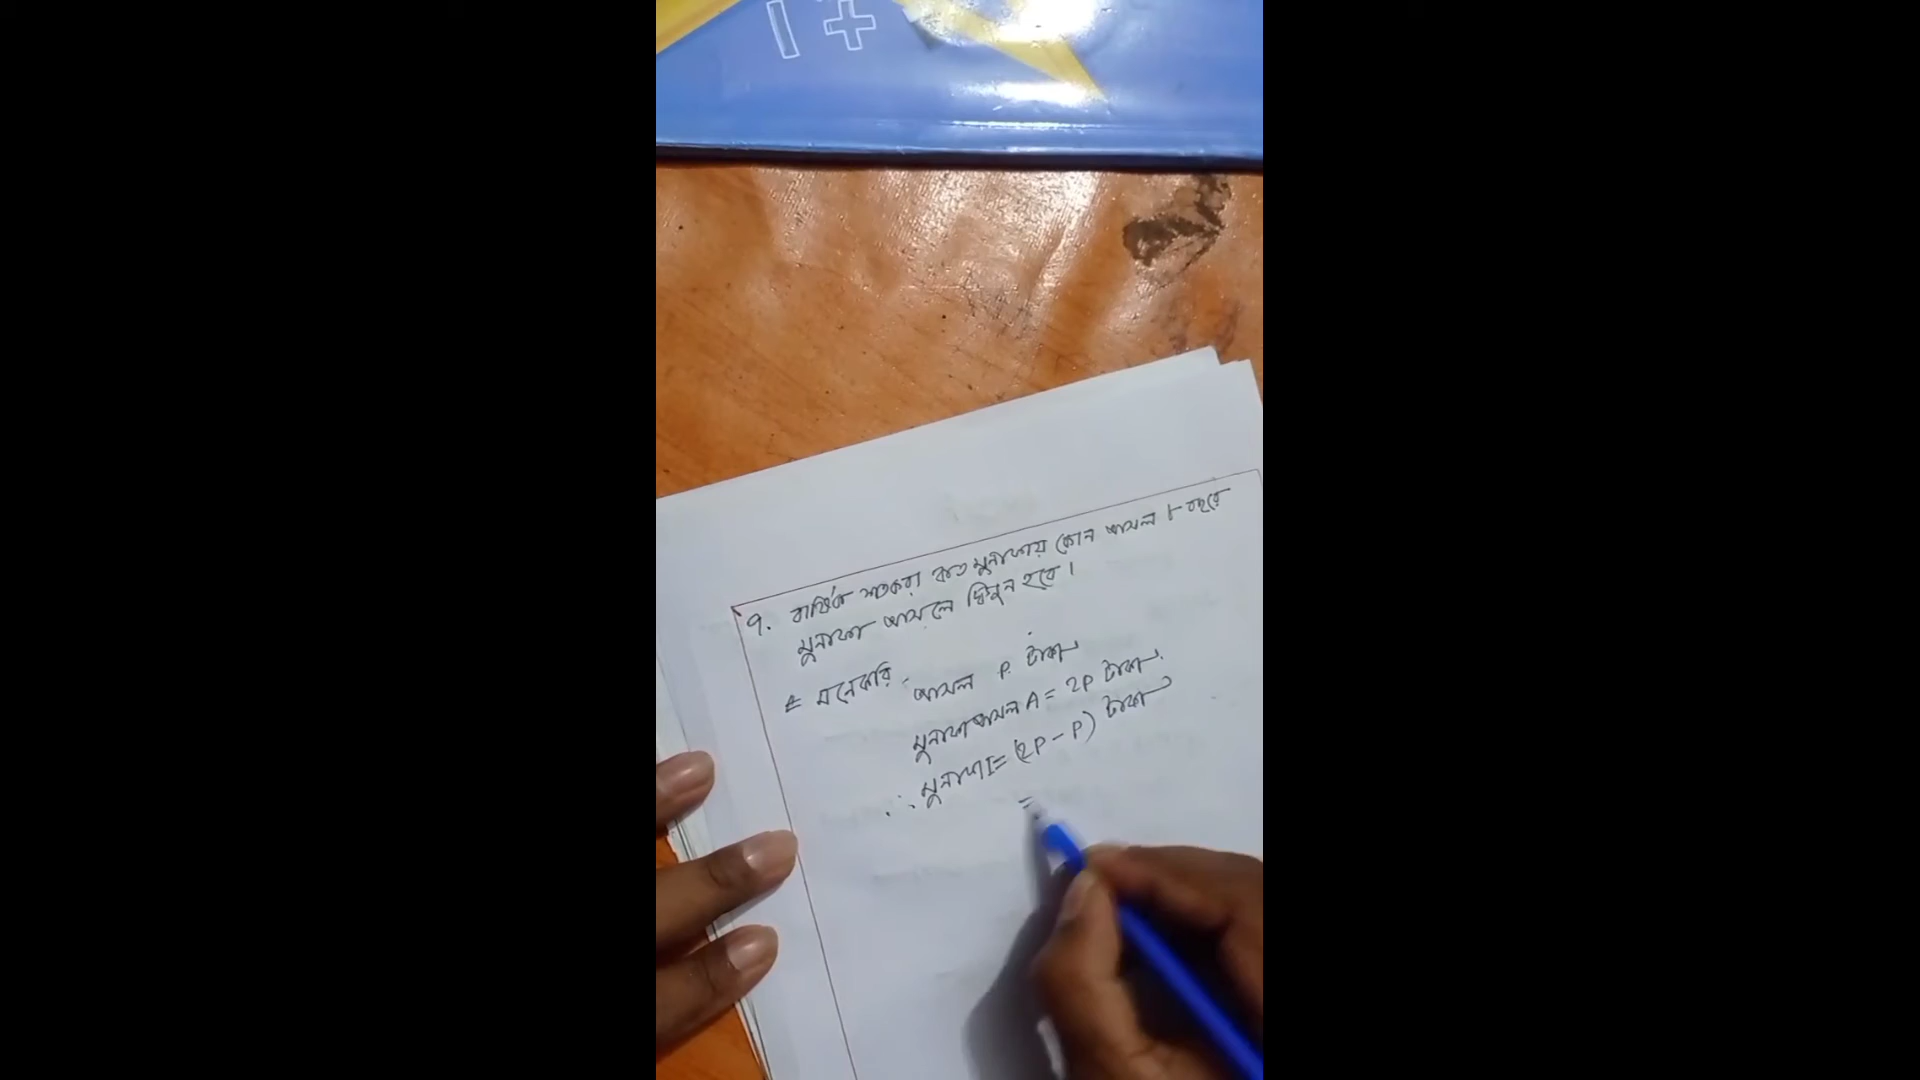 ৭. বার্ষিক শতকরা কত মুনাফায় কোন আসল ৮ বছরে
মুনাফা আসলে দ্বিগুন হবে।
মনেকরি,
আসল P টাকা
মুনাফাআসল A = 2P টাকা
∴ মুনাফা I = (2P - P) টাকা
=